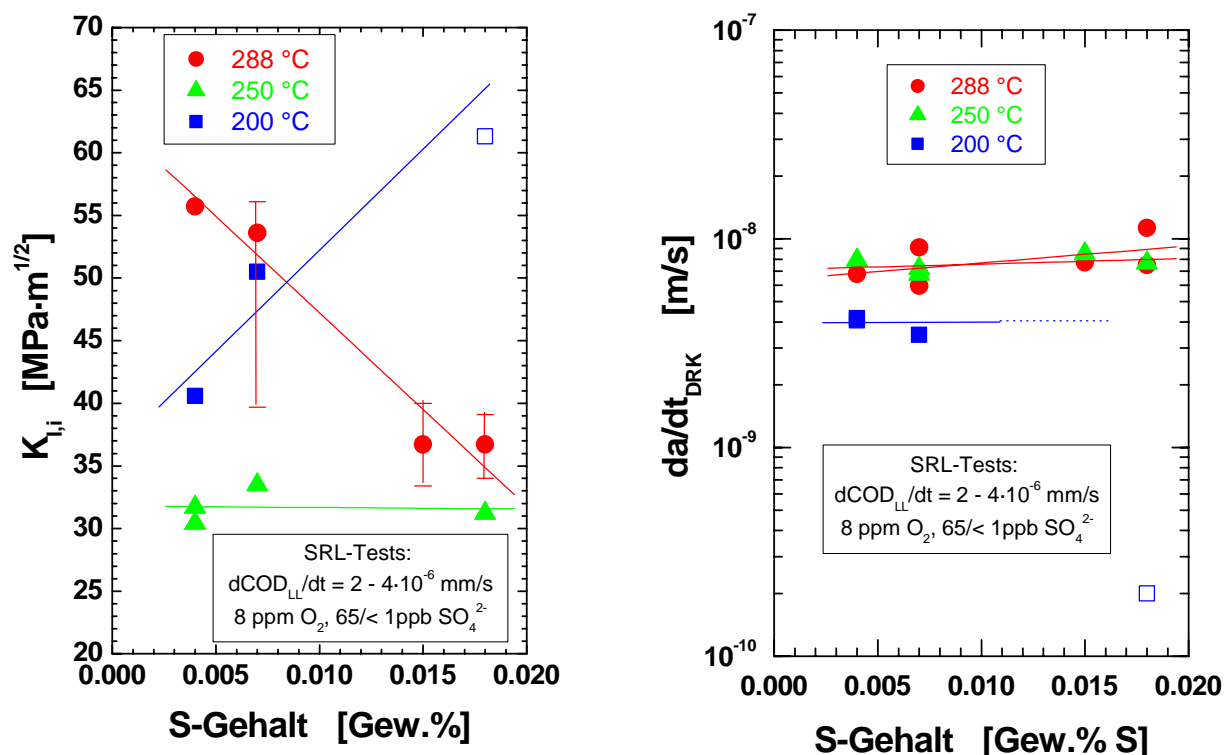 70
65
60
55
50
45
40
35
30
25
20
K_I,i [MPa·m^1/2]
288 °C
250 °C
200 °C
SRL-Tests:
dCOD_LL/dt = 2 - 4·10^-6 mm/s
8 ppm O_2, 65/< 1ppb SO_4^2-
0.000 0.005 0.010 0.015 0.020
S-Gehalt [Gew.%]
10^-7
10^-8
10^-9
10^-10
da/dt_DRK [m/s]
288 °C
250 °C
200 °C
SRL-Tests:
dCOD_LL/dt = 2 - 4·10^-6 mm/s
8 ppm O_2, 65/< 1ppb SO_4^2-
0.000 0.005 0.010 0.015 0.020
S-Gehalt [Gew.% S]